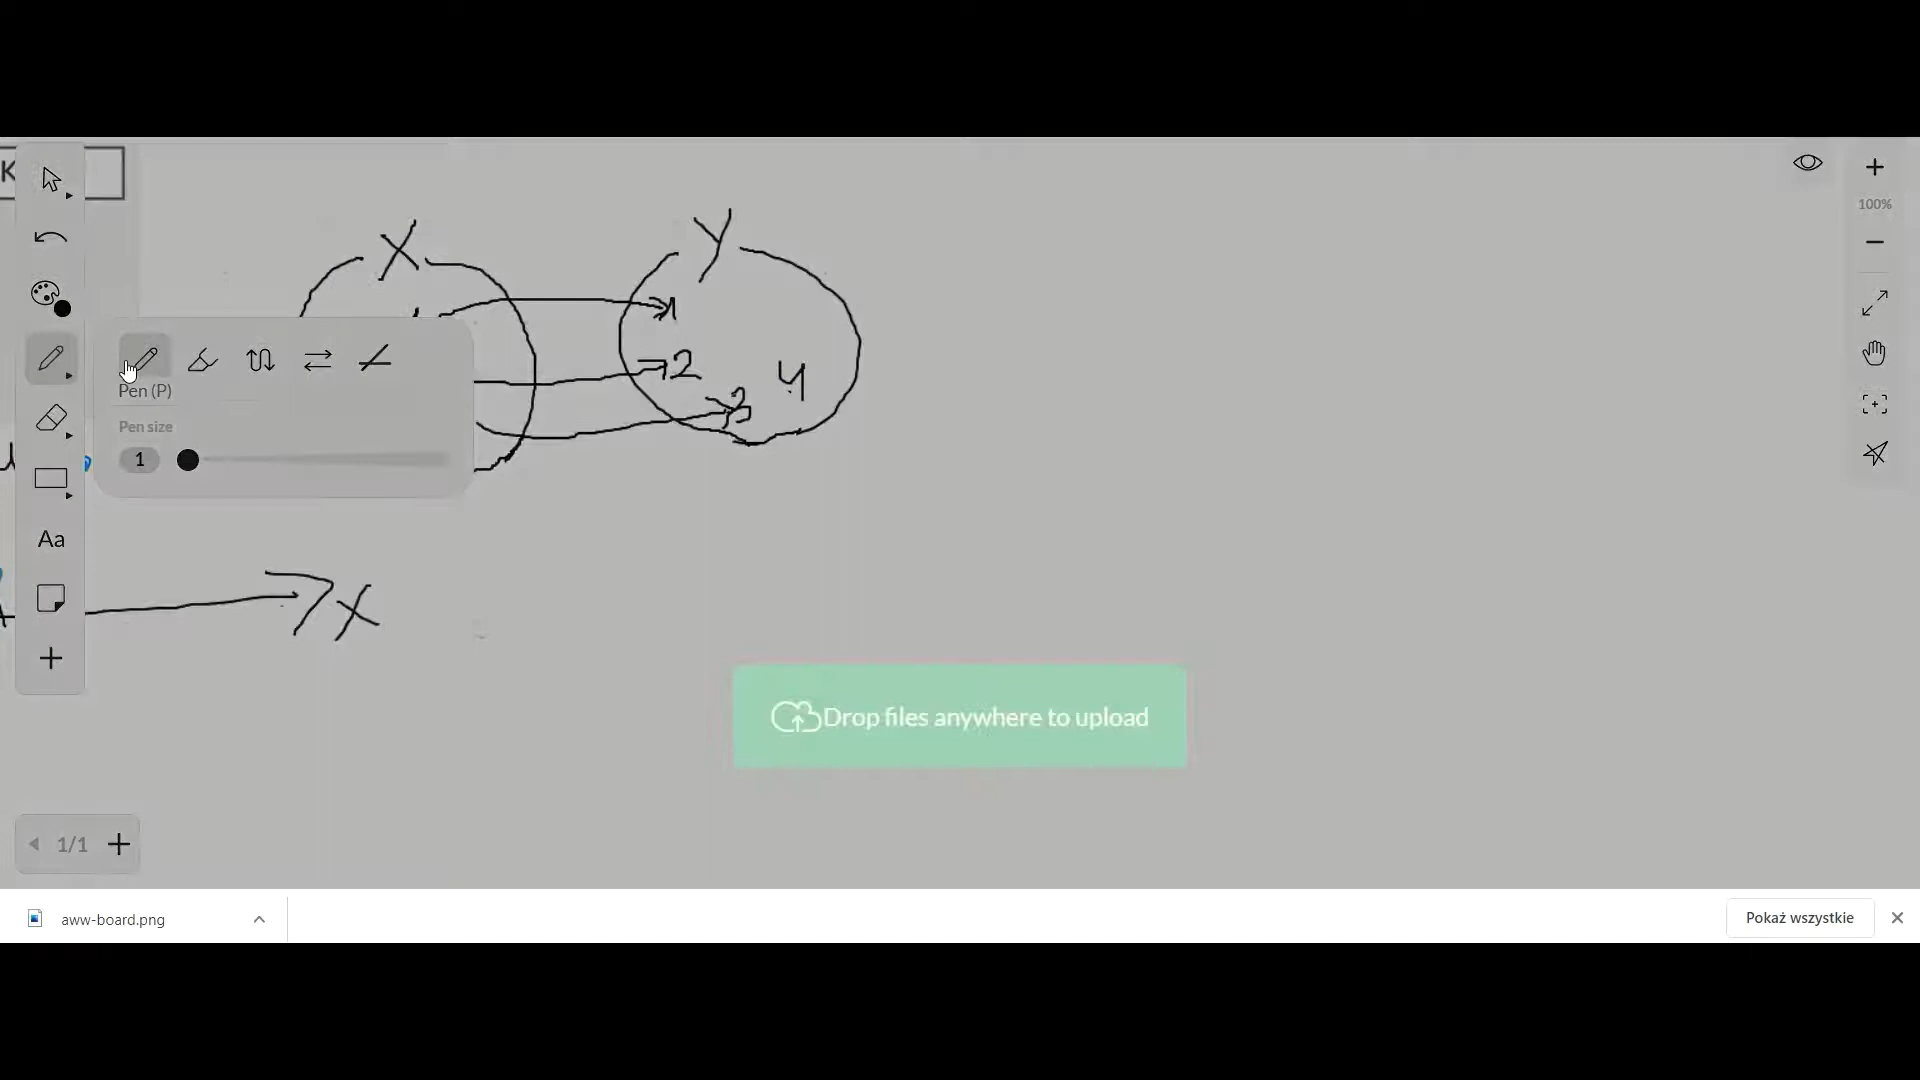 K
100%
X
Y
1
2
4
3
Pen (P)
Pen size
1
Aa
X
Drop files anywhere to upload
1/1
aww-board.png
Pokaż wszystkie